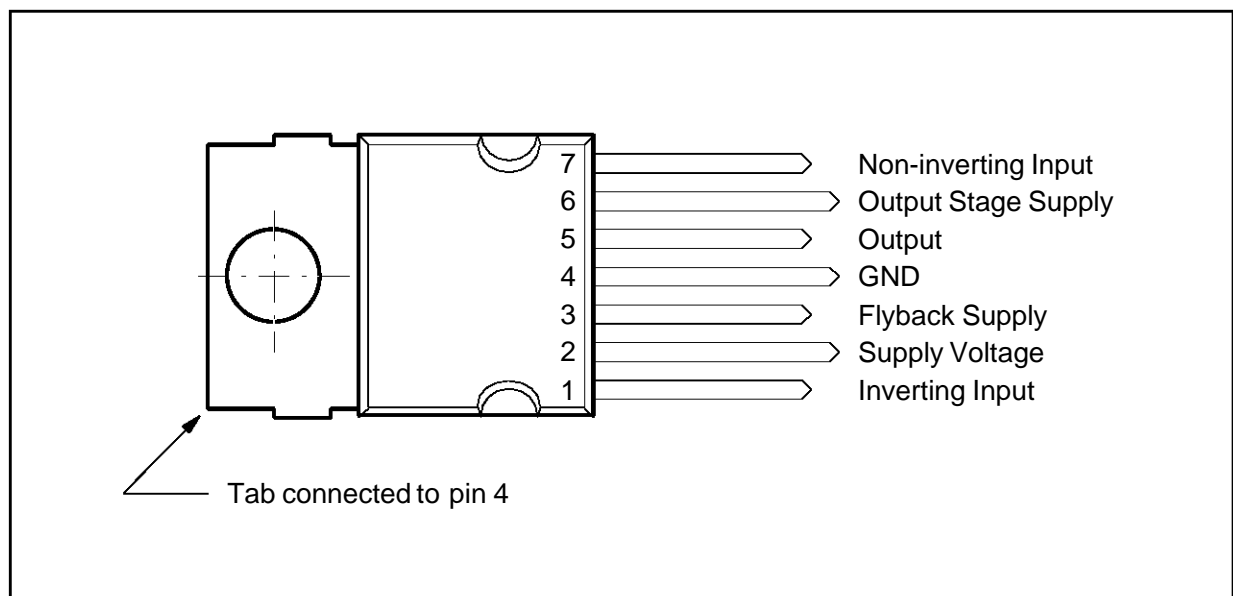 7 Non-inverting Input
6 Output Stage Supply
5 Output
4 GND
3 Flyback Supply
2 Supply Voltage
1 Inverting Input
Tab connected to pin 4